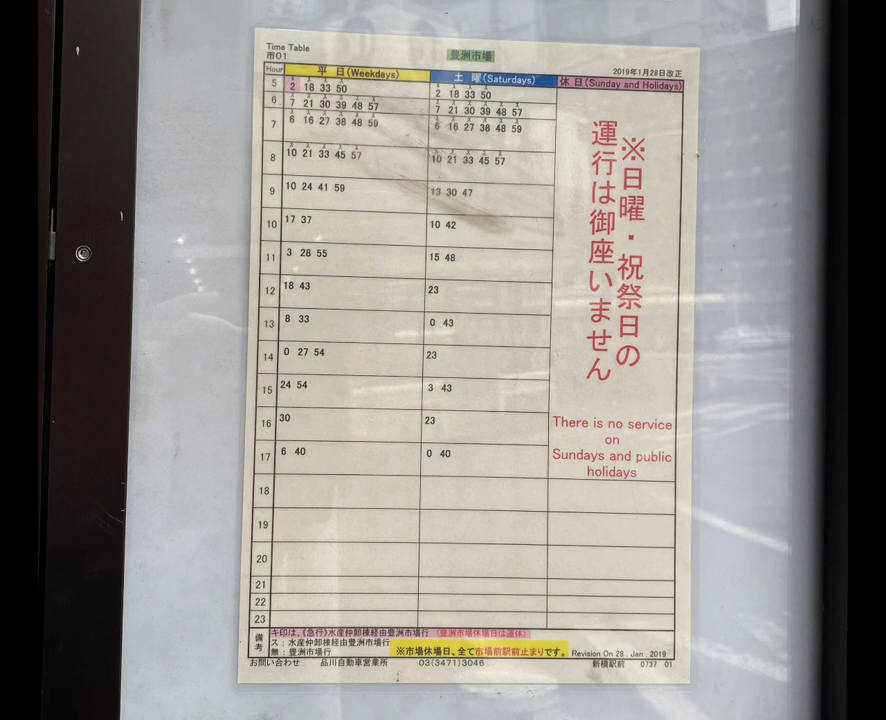 Time Table
市01
豊洲市場
2019年1月28日改正
Hour 平 日(Weekdays) 土 曜(Saturdays) 休 日(Sunday and Holidays)
5 2 18 33 50 2 18 33 50
6 7 21 30 39 48 57 7 21 30 39 48 57
7 6 16 27 38 48 59 6 16 27 38 48 59
8 10 21 33 45 57 10 21 33 45 57
9 10 24 41 59 13 30 47
10 17 37 10 42
11 3 28 55 15 48
12 18 43 23
13 8 33 0 43
14 0 27 54 23
15 24 54 3 43
16 30 23
17 6 40 0 40
18
19
20
21
22
23
※日曜・祝祭日の
運行は御座いません
There is no service
on
Sundays and public
holidays
備考
キ印は、《急行》水産仲卸棟経由豊洲市場行 (豊洲市場休場日は運休)
ス：水産仲卸棟経由豊洲市場行
無：豊洲市場行
※市場休場日、全て市場前駅前止まりです。
Revision On 28 . Jan . 2019
お問い合わせ 品川自動車営業所 03(3471)3046 新橋駅前 0737 01